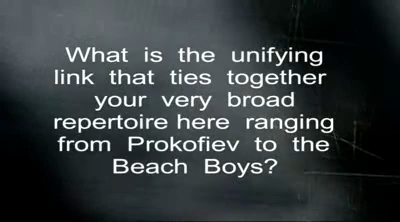 What is the unifying
link that ties together
your very broad
repertoire here ranging
from Prokofiev to the
Beach Boys?